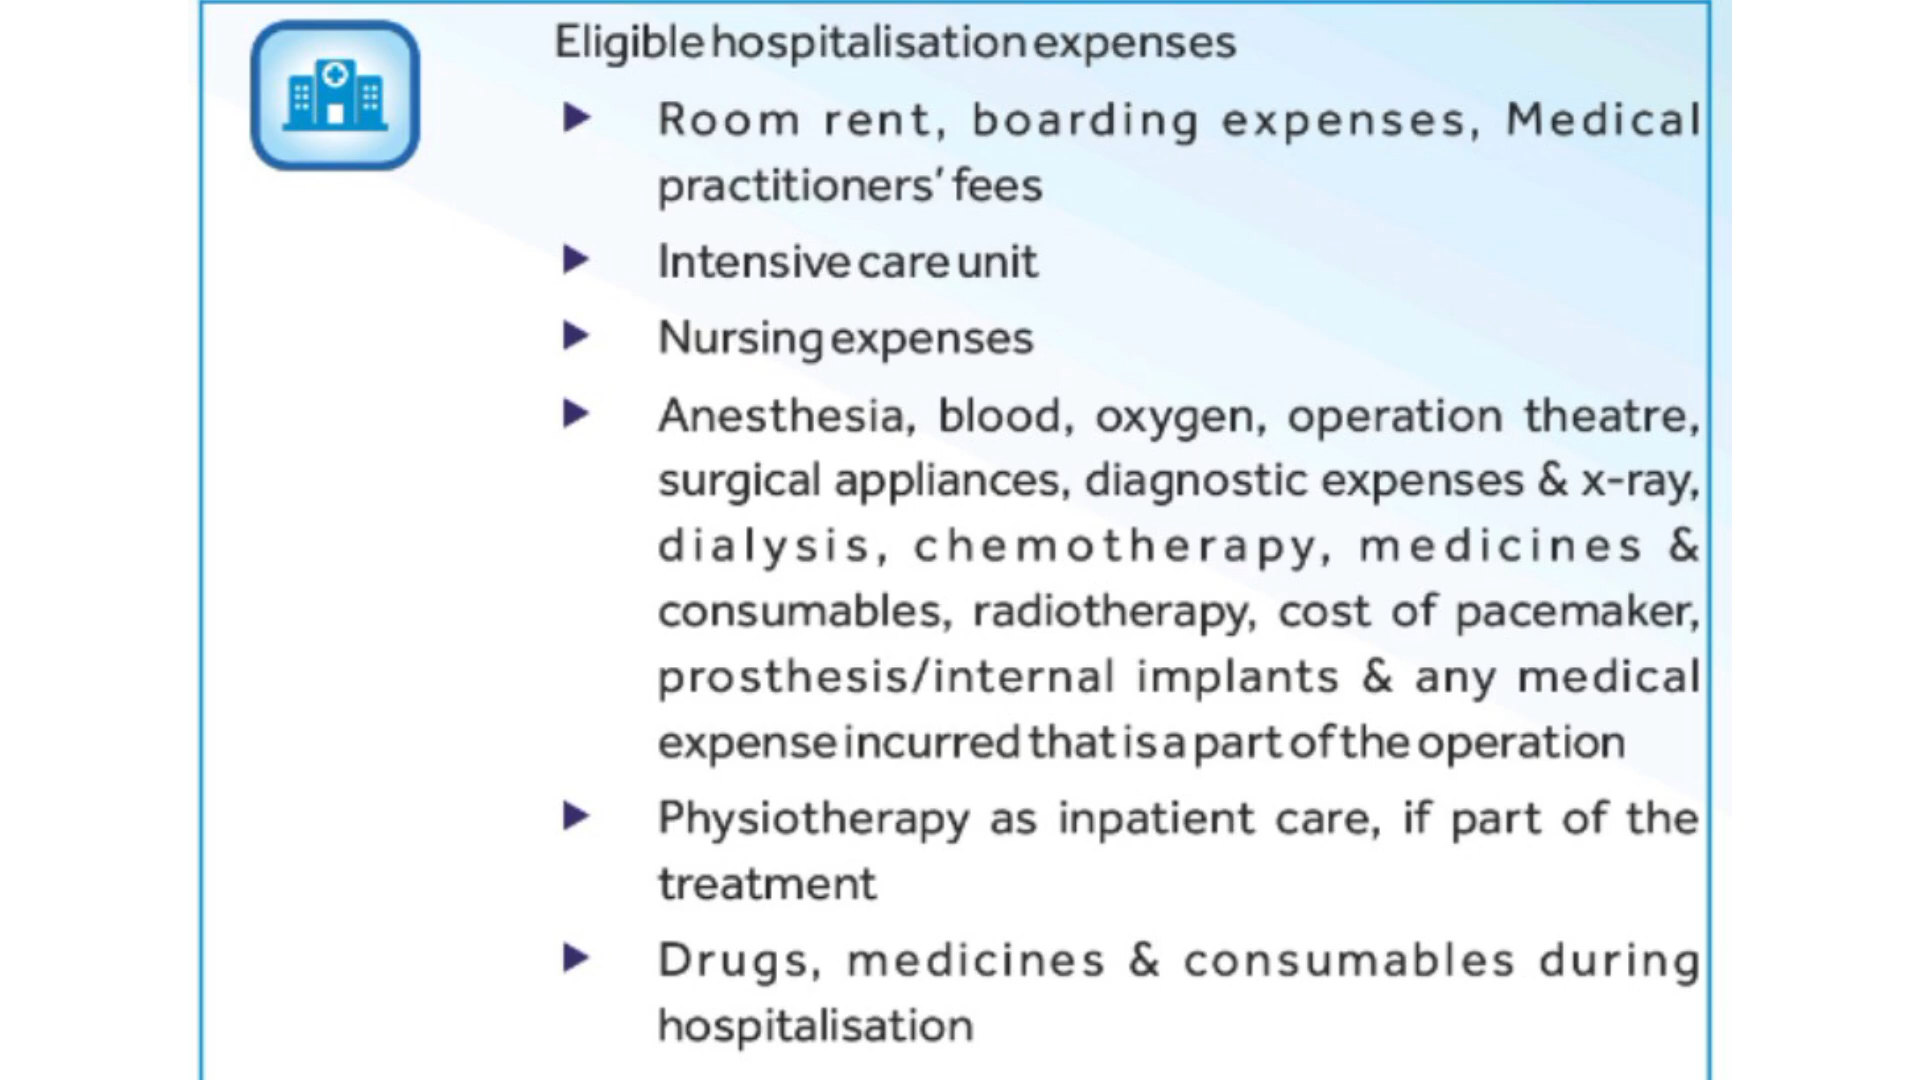 Eligible hospitalisation expenses
Room rent, boarding expenses, Medical
practitioners’ fees
Intensive care unit
Nursing expenses
Anesthesia, blood, oxygen, operation theatre,
surgical appliances, diagnostic expenses & x-ray,
dialysis, chemotherapy, medicines &
consumables, radiotherapy, cost of pacemaker,
prosthesis/internal implants & any medical
expense incurred that is a part of the operation
Physiotherapy as inpatient care, if part of the
treatment
Drugs, medicines & consumables during
hospitalisation